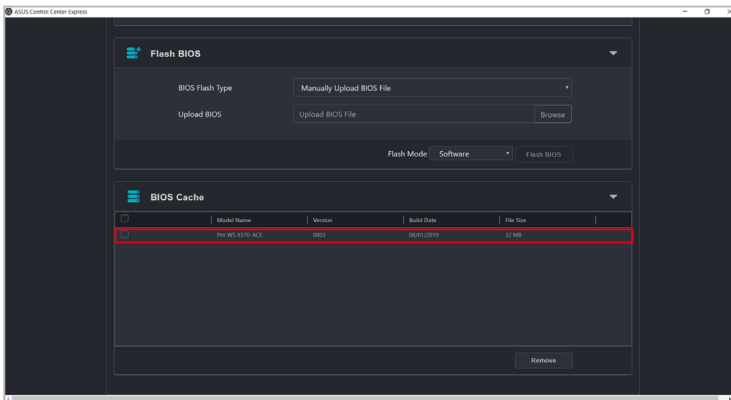 ASUS Control Center Express
Flash BIOS
BIOS Flash Type Manually Upload BIOS File
Upload BIOS Upload BIOS File Browse
Flash Mode Software Flash BIOS
BIOS Cache
Model Name Version Build Date File Size
Pro WS X570-ACE 0803 08/01/2019 32 MB
Remove